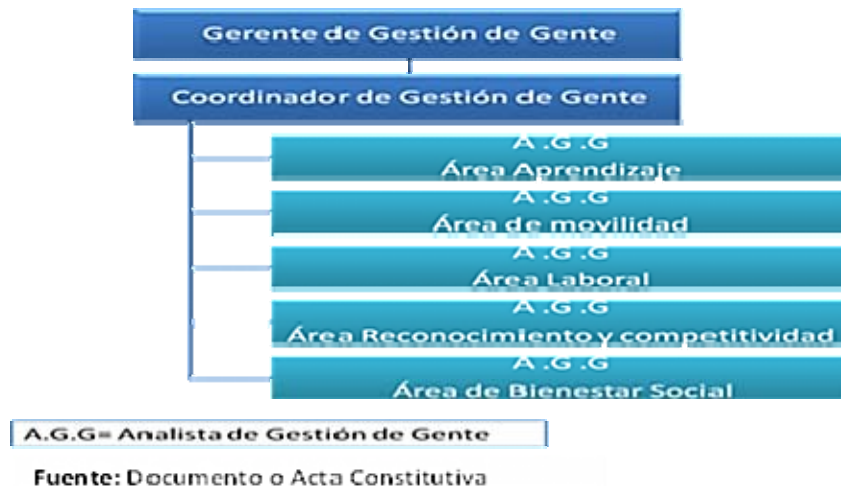 Gerente de Gestión de Gente
Coordinador de Gestión de Gente
A .G .G
Área Aprendizaje
A .G .G
Área de movilidad
A .G .G
Área Laboral
A .G .G
Área Reconocimiento y competitividad
A .G .G
Área de Bienestar Social
A.G.G= Analista de Gestión de Gente
Fuente: Documento o Acta Constitutiva